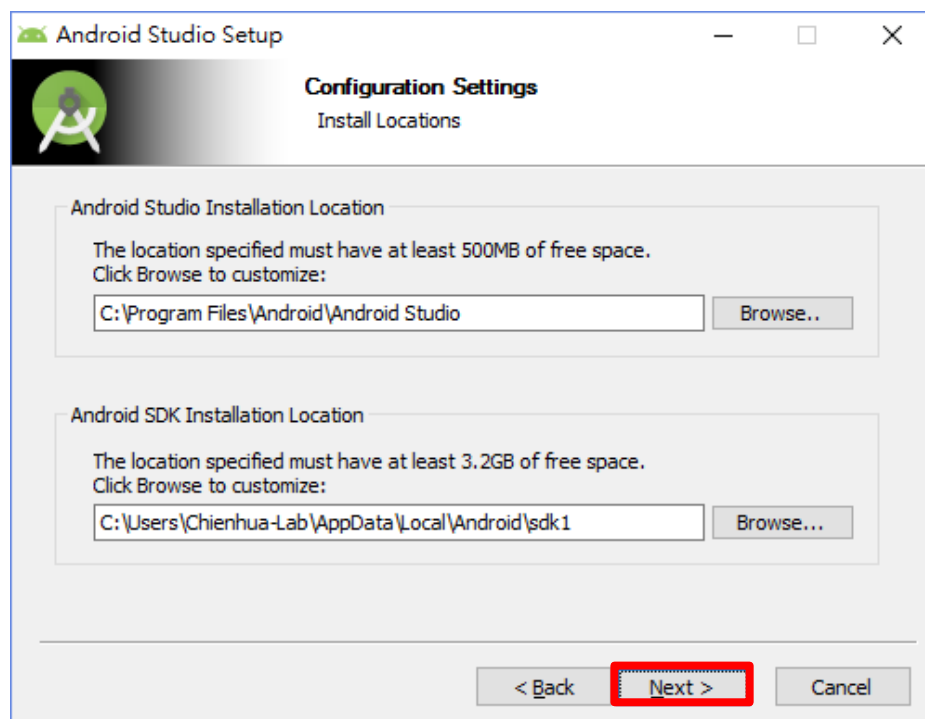 Android Studio Setup
Configuration Settings
Install Locations
Android Studio Installation Location
The location specified must have at least 500MB of free space.
Click Browse to customize:
C:\Program Files\Android\Android Studio
Browse..
Android SDK Installation Location
The location specified must have at least 3.2GB of free space.
Click Browse to customize:
C:\Users\Chienhua-Lab\AppData\Local\Android\sdk1
Browse...
< Back
Next >
Cancel